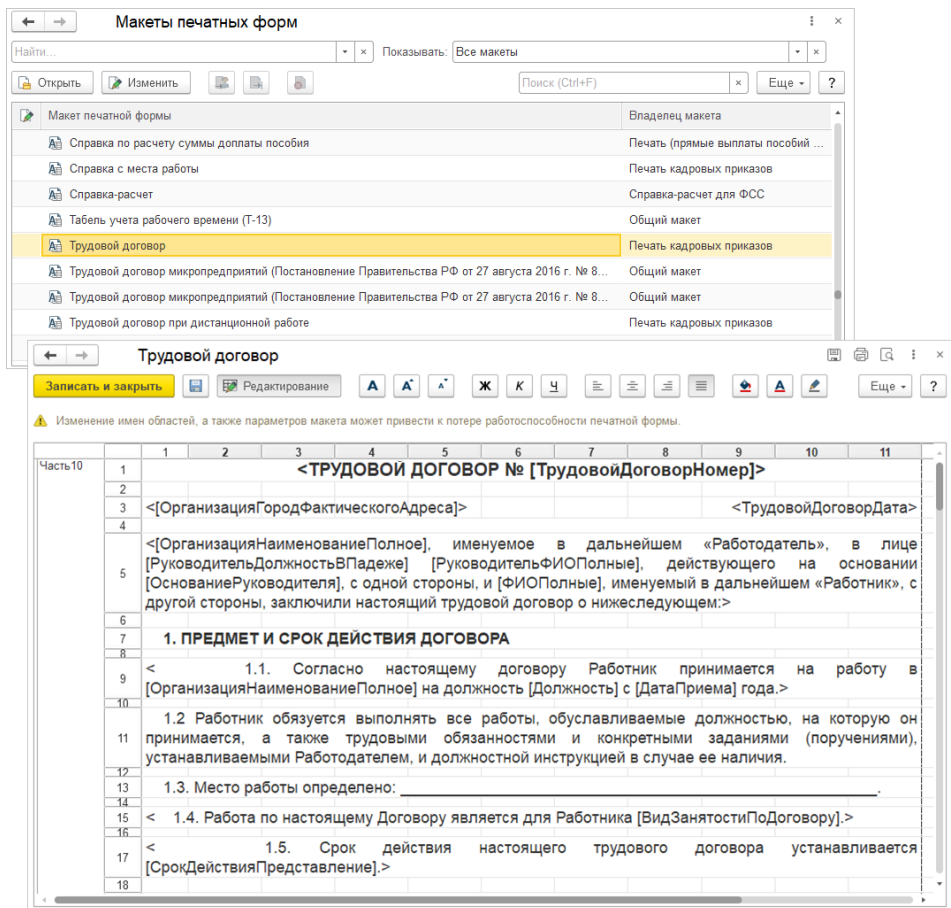 Макеты печатных форм
Найти...
Показывать: Все макеты
Открыть
Изменить
Поиск (Ctrl+F)
Еще
?
Макет печатной формы Владелец макета
Справка по расчету суммы доплаты пособия Печать (прямые выплаты пособий ...
Справка с места работы Печать кадровых приказов
Справка-расчет Справка-расчет для ФСС
Табель учета рабочего времени (Т-13) Общий макет
Трудовой договор Печать кадровых приказов
Трудовой договор микропредприятий (Постановление Правительства РФ от 27 августа 2016 г. № 8... Общий макет
Трудовой договор микропредприятий (Постановление Правительства РФ от 27 августа 2016 г. № 8... Общий макет
Трудовой договор при дистанционной работе Печать кадровых приказов
Трудовой договор
Записать и закрыть Редактирование А А А Ж К Ч А Еще ?
Изменение имен областей, а также параметров макета может привести к потере работоспособности печатной формы.
1 2 3 4 5 6 7 8 9 10 11
Часть10 1 <ТРУДОВОЙ ДОГОВОР № [ТрудовойДоговорНомер]>
2
3 <[ОрганизацияГородФактическогоАдреса]> <ТрудовойДоговорДата>
4
<[ОрганизацияНаименованиеПолное], именуемое в дальнейшем «Работодатель», в лице
[РуководительДолжностьВПадеже] [РуководительФИОПолные], действующего на основании
5 [ОснованиеРуководителя], с одной стороны, и [ФИОПолные], именуемый в дальнейшем «Работник», с
другой стороны, заключили настоящий трудовой договор о нижеследующем:>
6
7 1. ПРЕДМЕТ И СРОК ДЕЙСТВИЯ ДОГОВОРА
8
9 < 1.1. Согласно настоящему договору Работник принимается на работу в
[ОрганизацияНаименованиеПолное] на должность [Должность] с [ДатаПриема] года.>
10
1.2 Работник обязуется выполнять все работы, обуславливаемые должностью, на которую он
11 принимается, а также трудовыми обязанностями и конкретными заданиями (поручениями),
устанавливаемыми Работодателем, и должностной инструкцией в случае ее наличия.
12
13 1.3. Место работы определено: ______.
14
15 < 1.4. Работа по настоящему Договору является для Работника [ВидЗанятостиПоДоговору].>
16
17 < 1.5. Срок действия настоящего трудового договора устанавливается
[СрокДействияПредставление].>
18